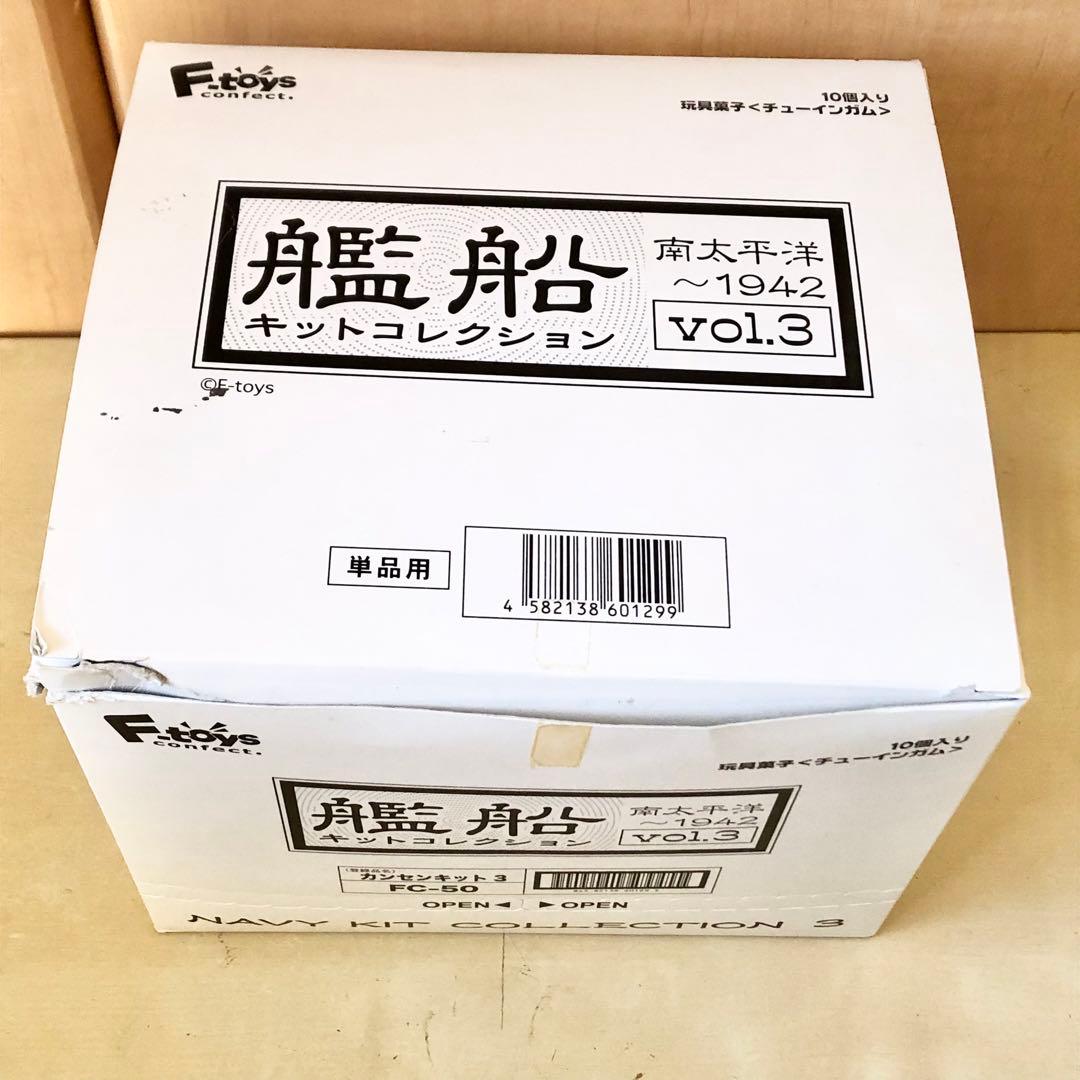 F-toys
confect.
10個入り
玩具菓子<チューインガム>
艦船
キットコレクション
南太平洋
～1942
vol.3
©F-toys
単品用
4 582138 601299
F-toys
confect.
10個入り
玩具菓子<チューインガム>
艦船
キットコレクション
南太平洋
～1942
vol.3
(登録品名)
カンセンキット3
FC-50
OPEN◀ ▶OPEN
NAVY KIT COLLECTION 3